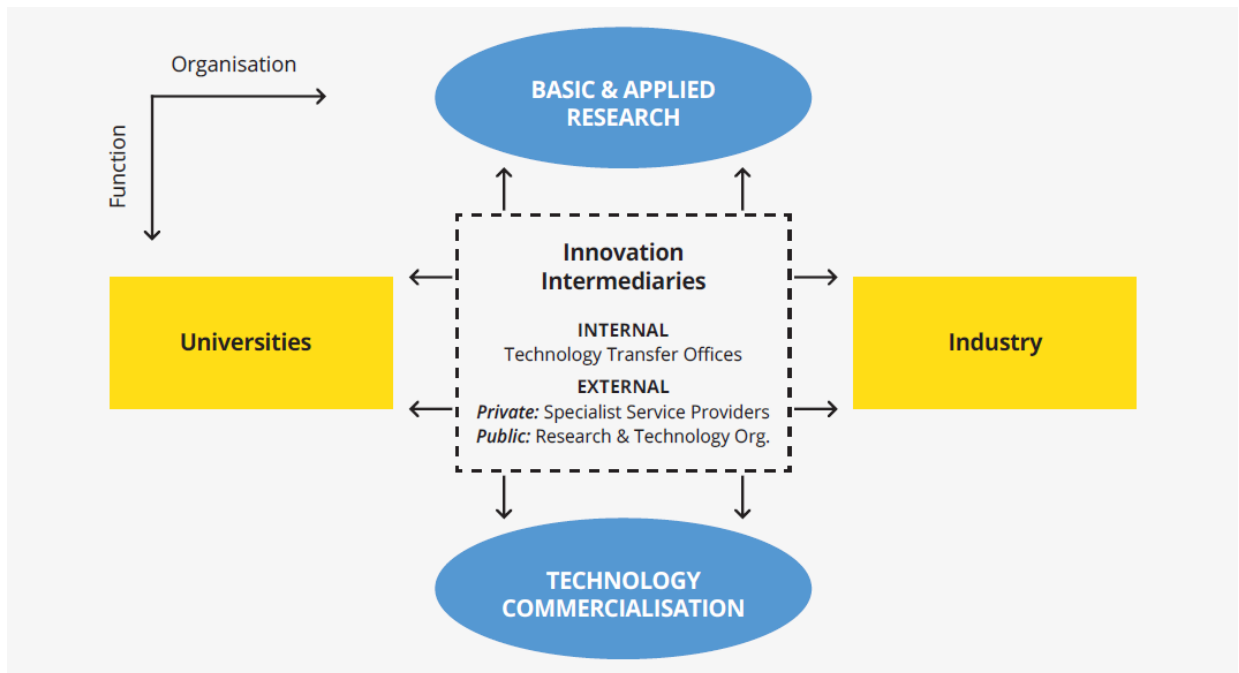 Organisation
Function
BASIC & APPLIED
RESEARCH
Innovation
Intermediaries
INTERNAL
Technology Transfer Offices
EXTERNAL
Private: Specialist Service Providers
Public: Research & Technology Org.
Universities
Industry
TECHNOLOGY
COMMERCIALISATION